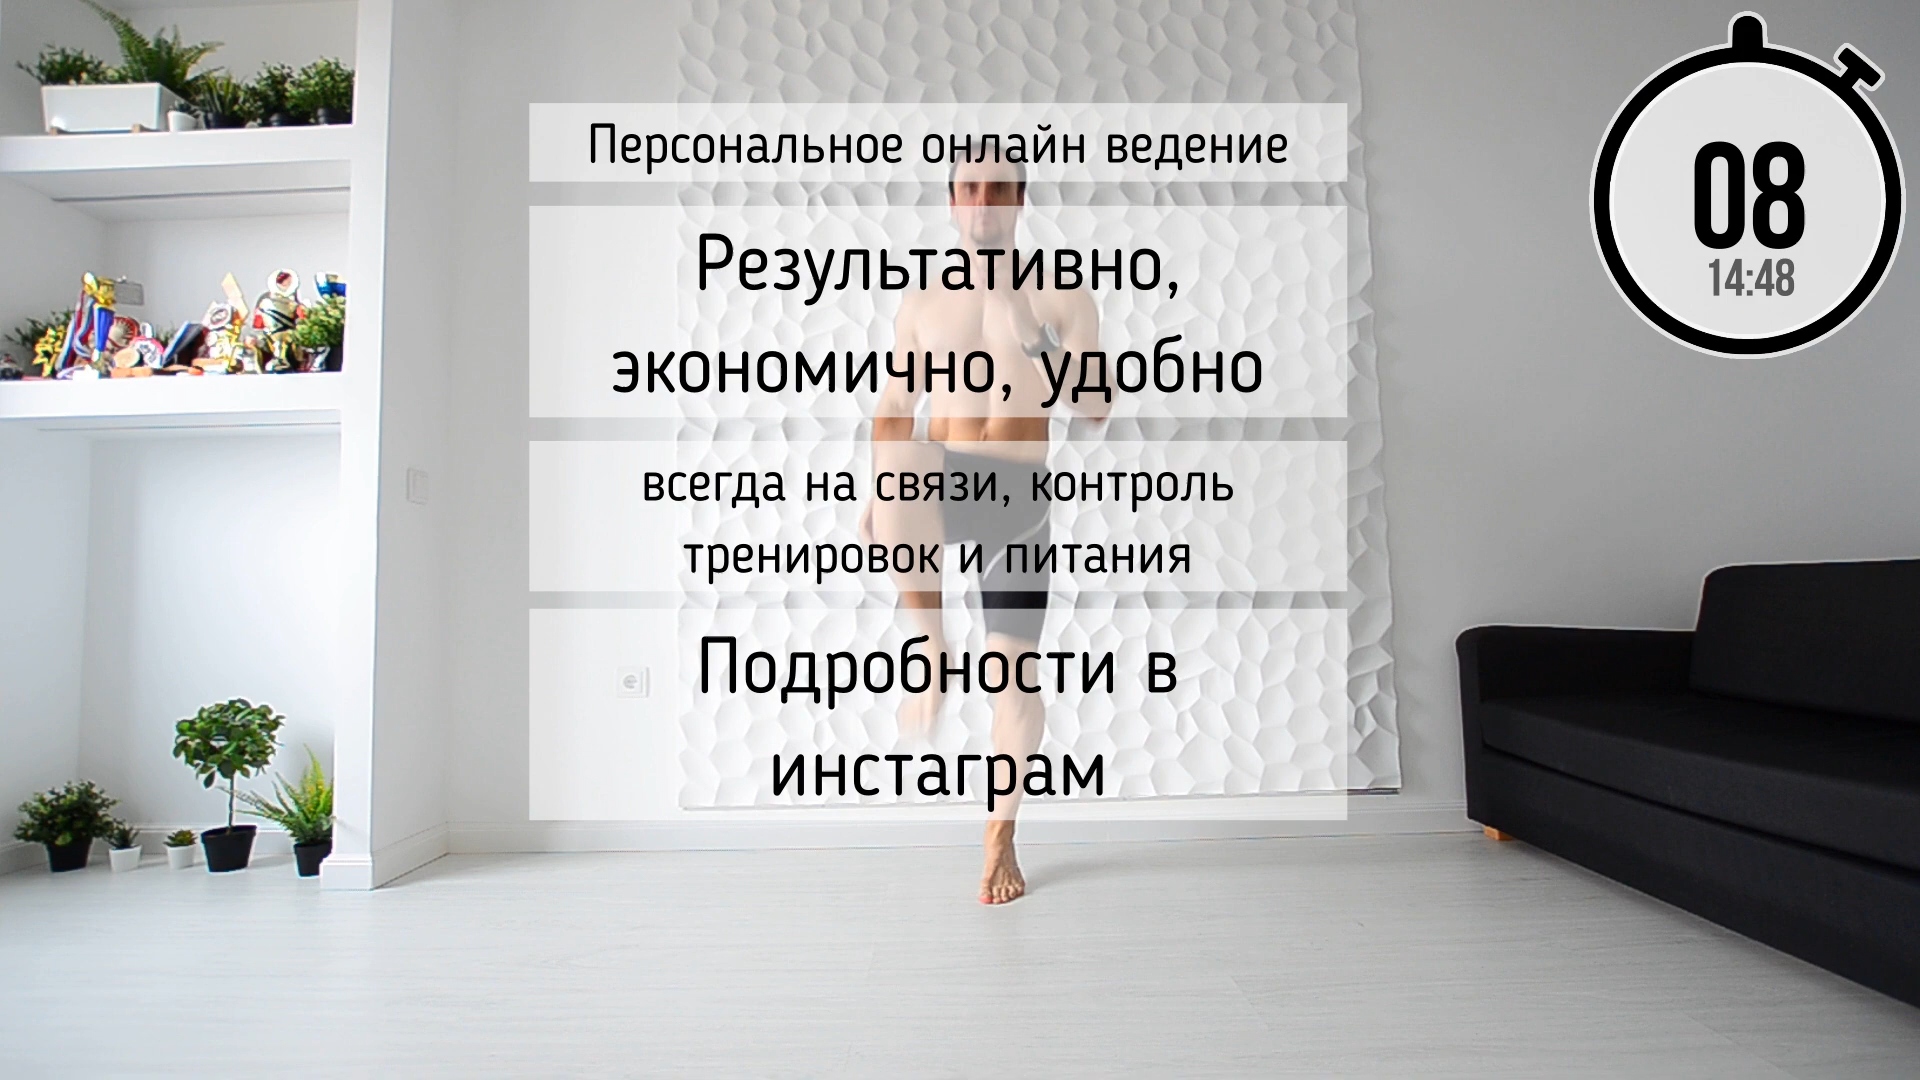 Персональное онлайн ведение
Результативно,
экономично, удобно
всегда на связи, контроль
тренировок и питания
Подробности в
инстаграм
08
14:48